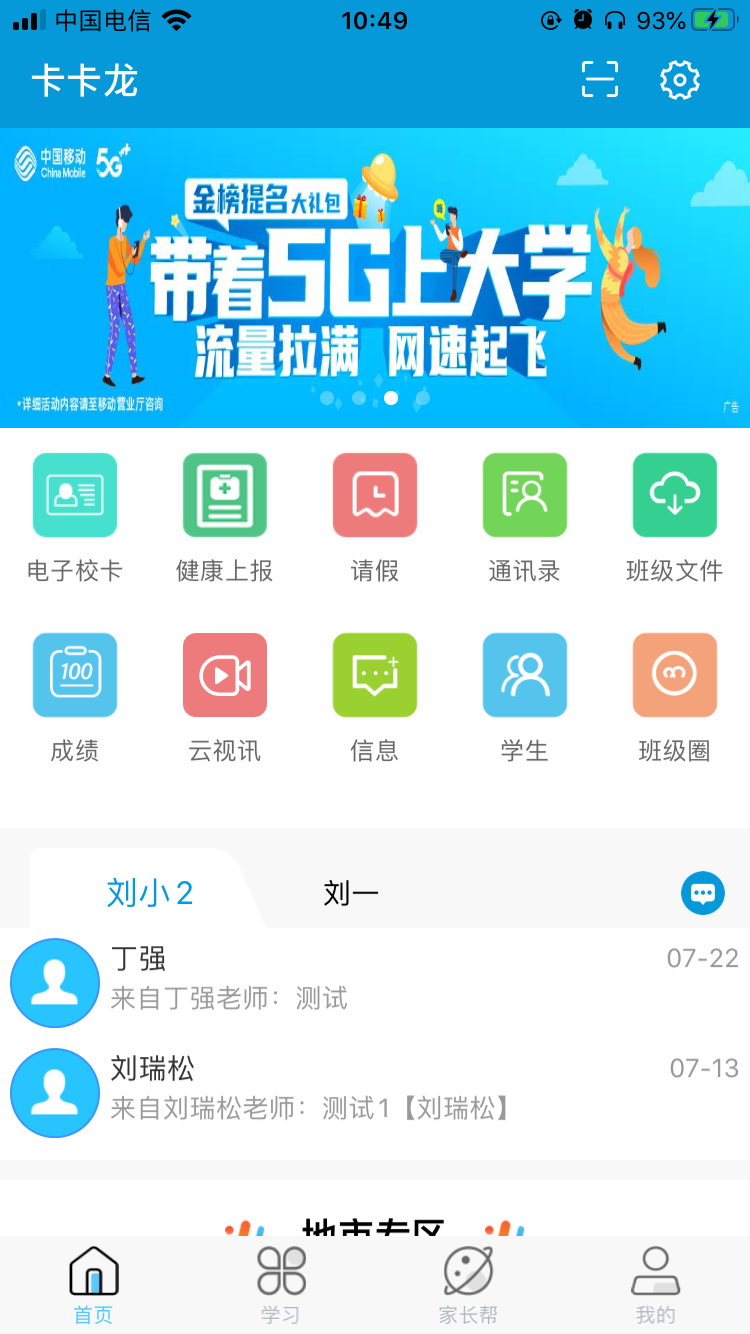 中国电信 10:49 93%
卡卡龙
中国移动 China Mobile 5G++
金榜提名大礼包
带着5G上大学
流量拉满 网速起飞
*详细活动内容请至移动营业厅咨询
广告
电子校卡 健康上报 请假 通讯录 班级文件
100
成绩 云视讯 信息 学生 班级圈
刘小2 刘一
丁强 07-22
来自丁强老师：测试
刘瑞松 07-13
来自刘瑞松老师：测试1【刘瑞松】
地市专区
首页 学习 家长帮 我的